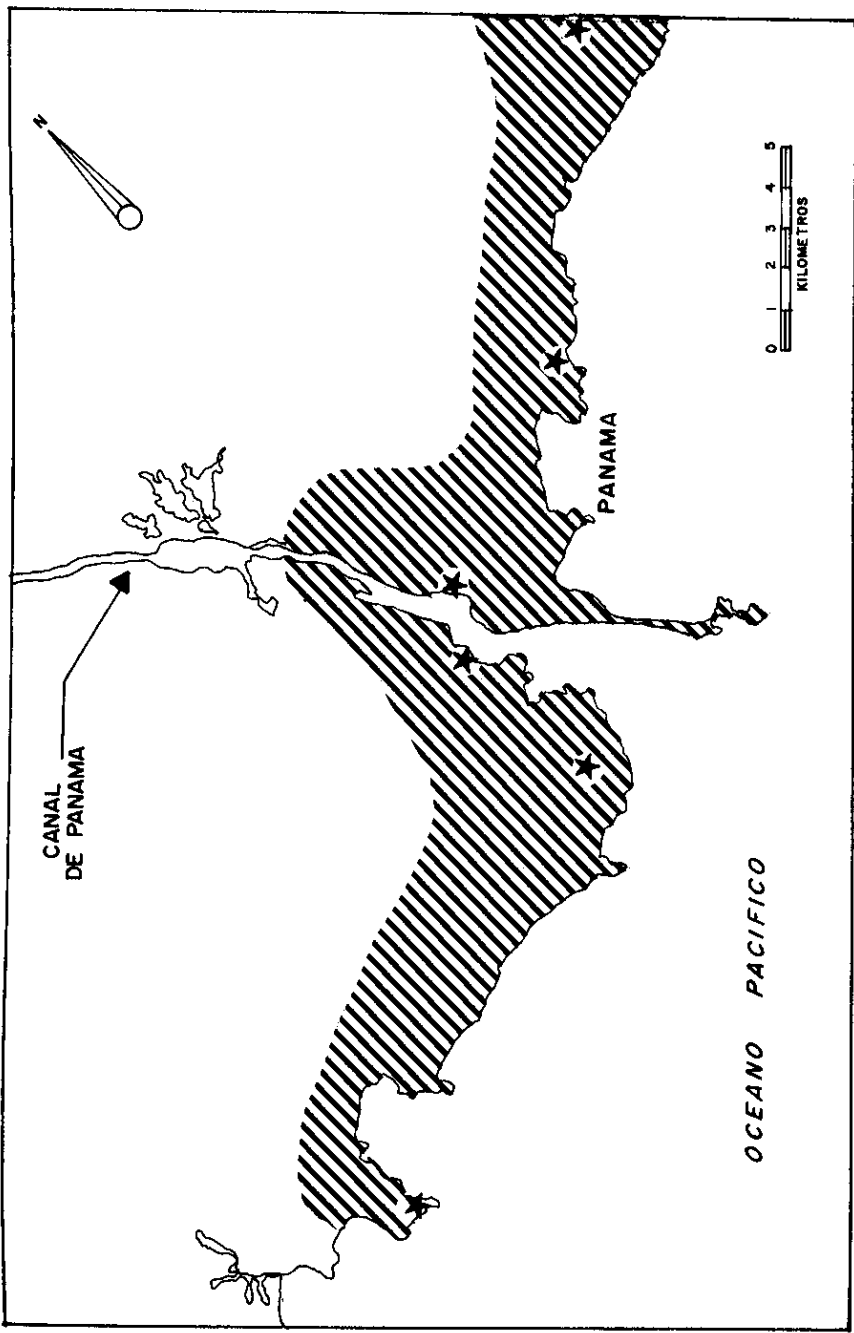 N
CANAL
DE PANAMA
PANAMA
0 1 2 3 4 5
KILOMETROS
OCEANO PACIFICO